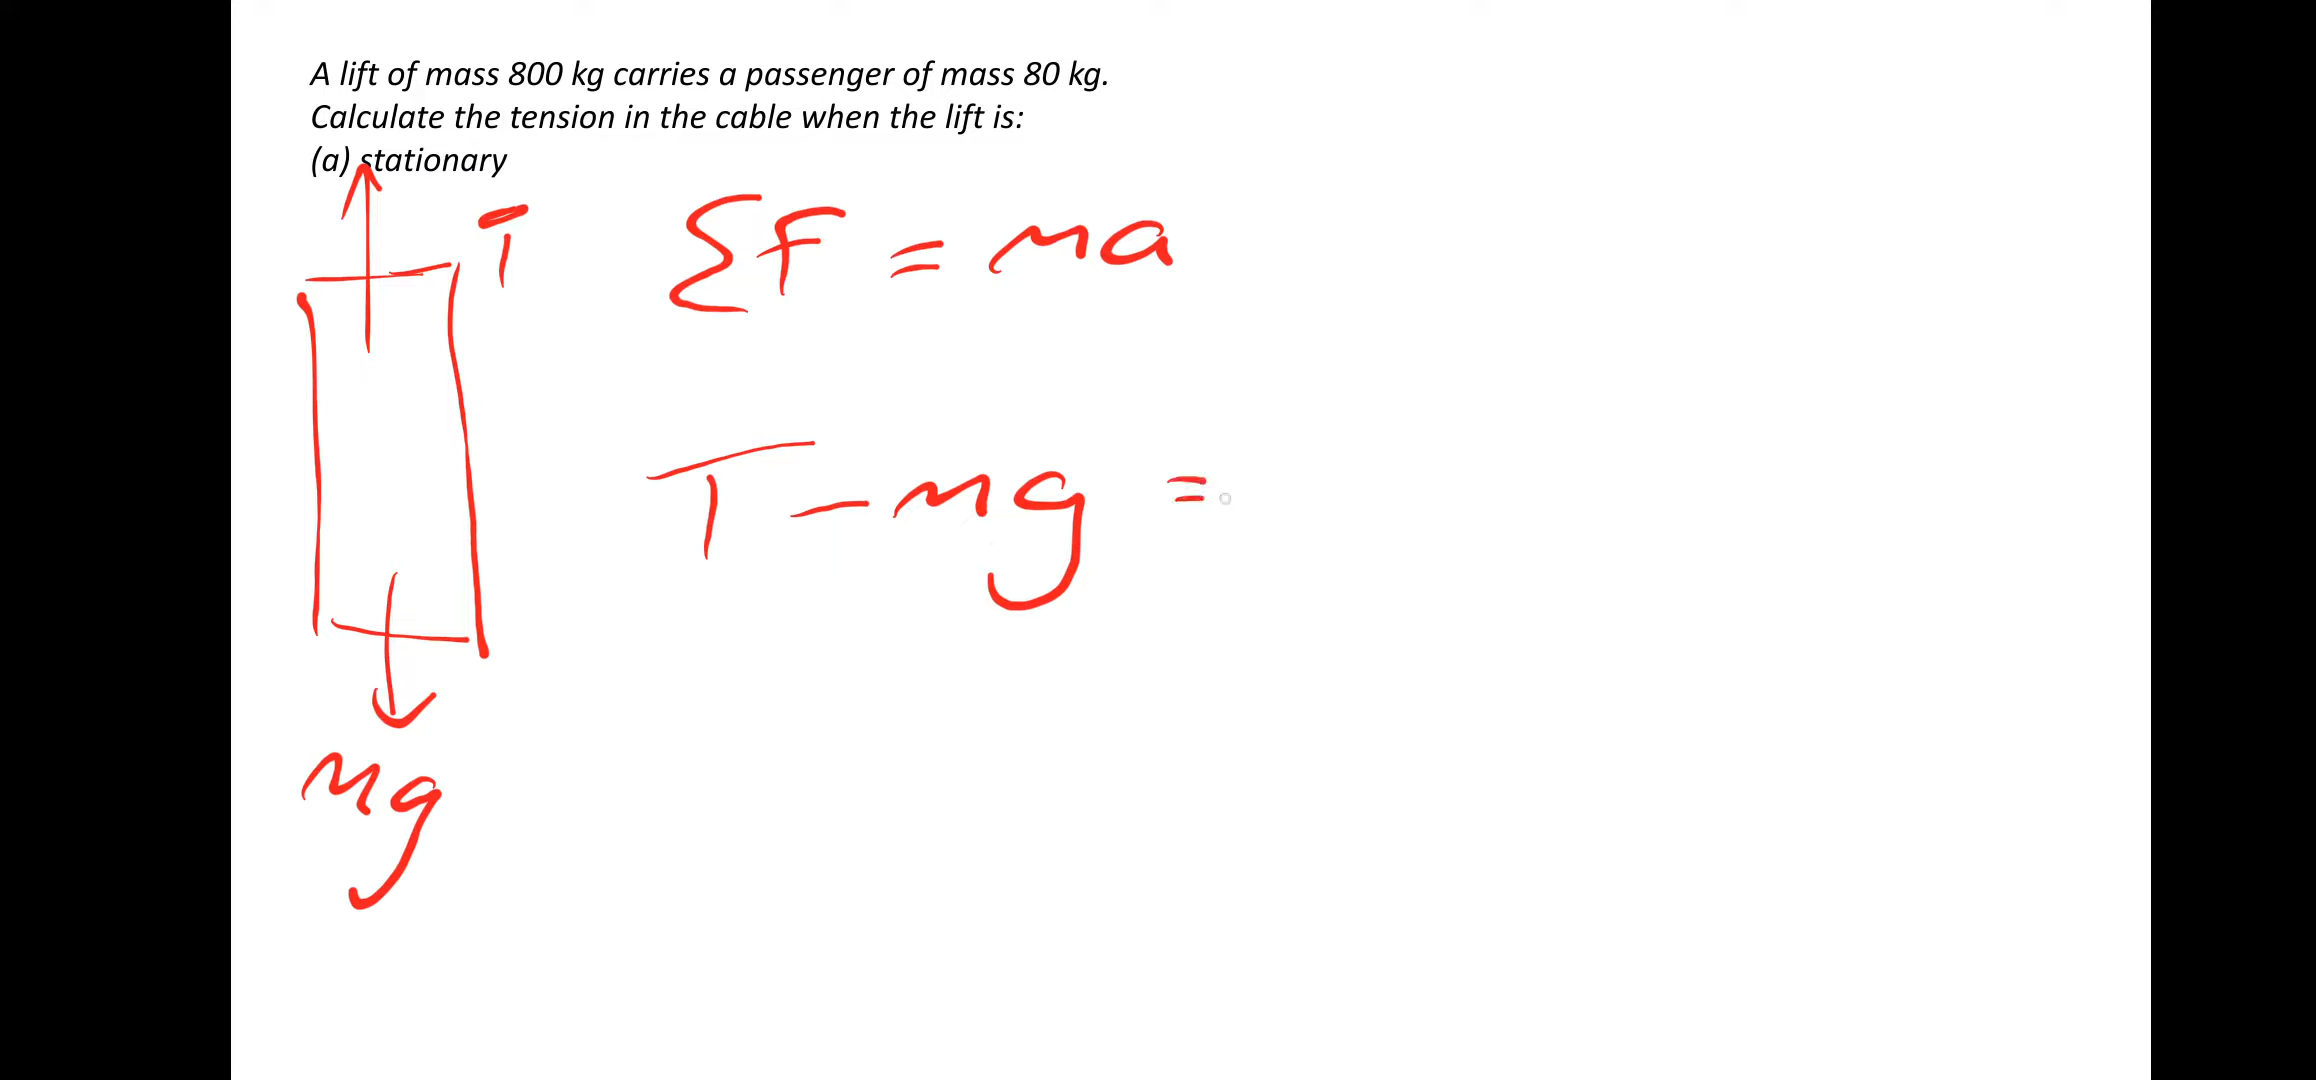 A lift of mass 800 kg carries a passenger of mass 80 kg.
Calculate the tension in the cable when the lift is:
(a) stationary
T
ΣF = ma
T - mg =
mg